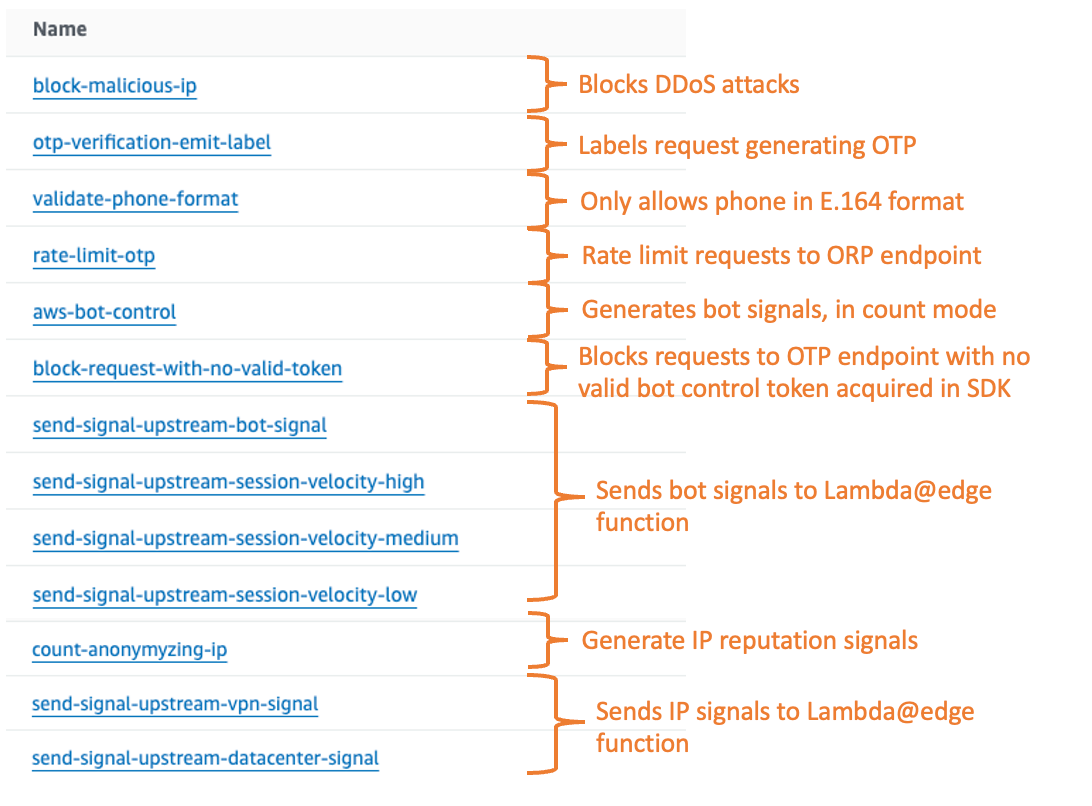 Name
block-malicious-ip
Blocks DDoS attacks
otp-verification-emit-label
Labels request generating OTP
validate-phone-format
Only allows phone in E.164 format
rate-limit-otp
Rate limit requests to ORP endpoint
aws-bot-control
Generates bot signals, in count mode
block-request-with-no-valid-token
Blocks requests to OTP endpoint with no
valid bot control token acquired in SDK
send-signal-upstream-bot-signal
send-signal-upstream-session-velocity-high
send-signal-upstream-session-velocity-medium
send-signal-upstream-session-velocity-low
Sends bot signals to Lambda@edge
function
count-anonymyzing-ip
Generate IP reputation signals
send-signal-upstream-vpn-signal
send-signal-upstream-datacenter-signal
Sends IP signals to Lambda@edge
function